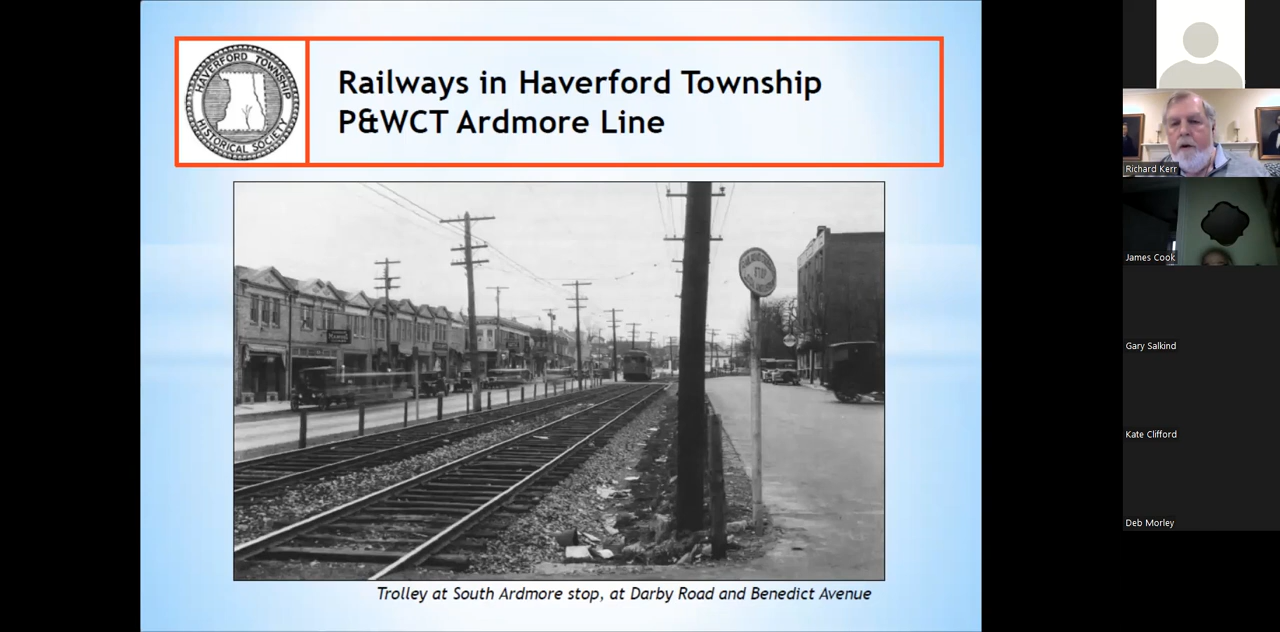 HAVERFORD TOWNSHIP
HISTORICAL SOCIETY
Railways in Haverford Township
P&WCT Ardmore Line
STOP
Trolley at South Ardmore stop, at Darby Road and Benedict Avenue
Richard Kerr
James Cook
Gary Salkind
Kate Clifford
Deb Morley